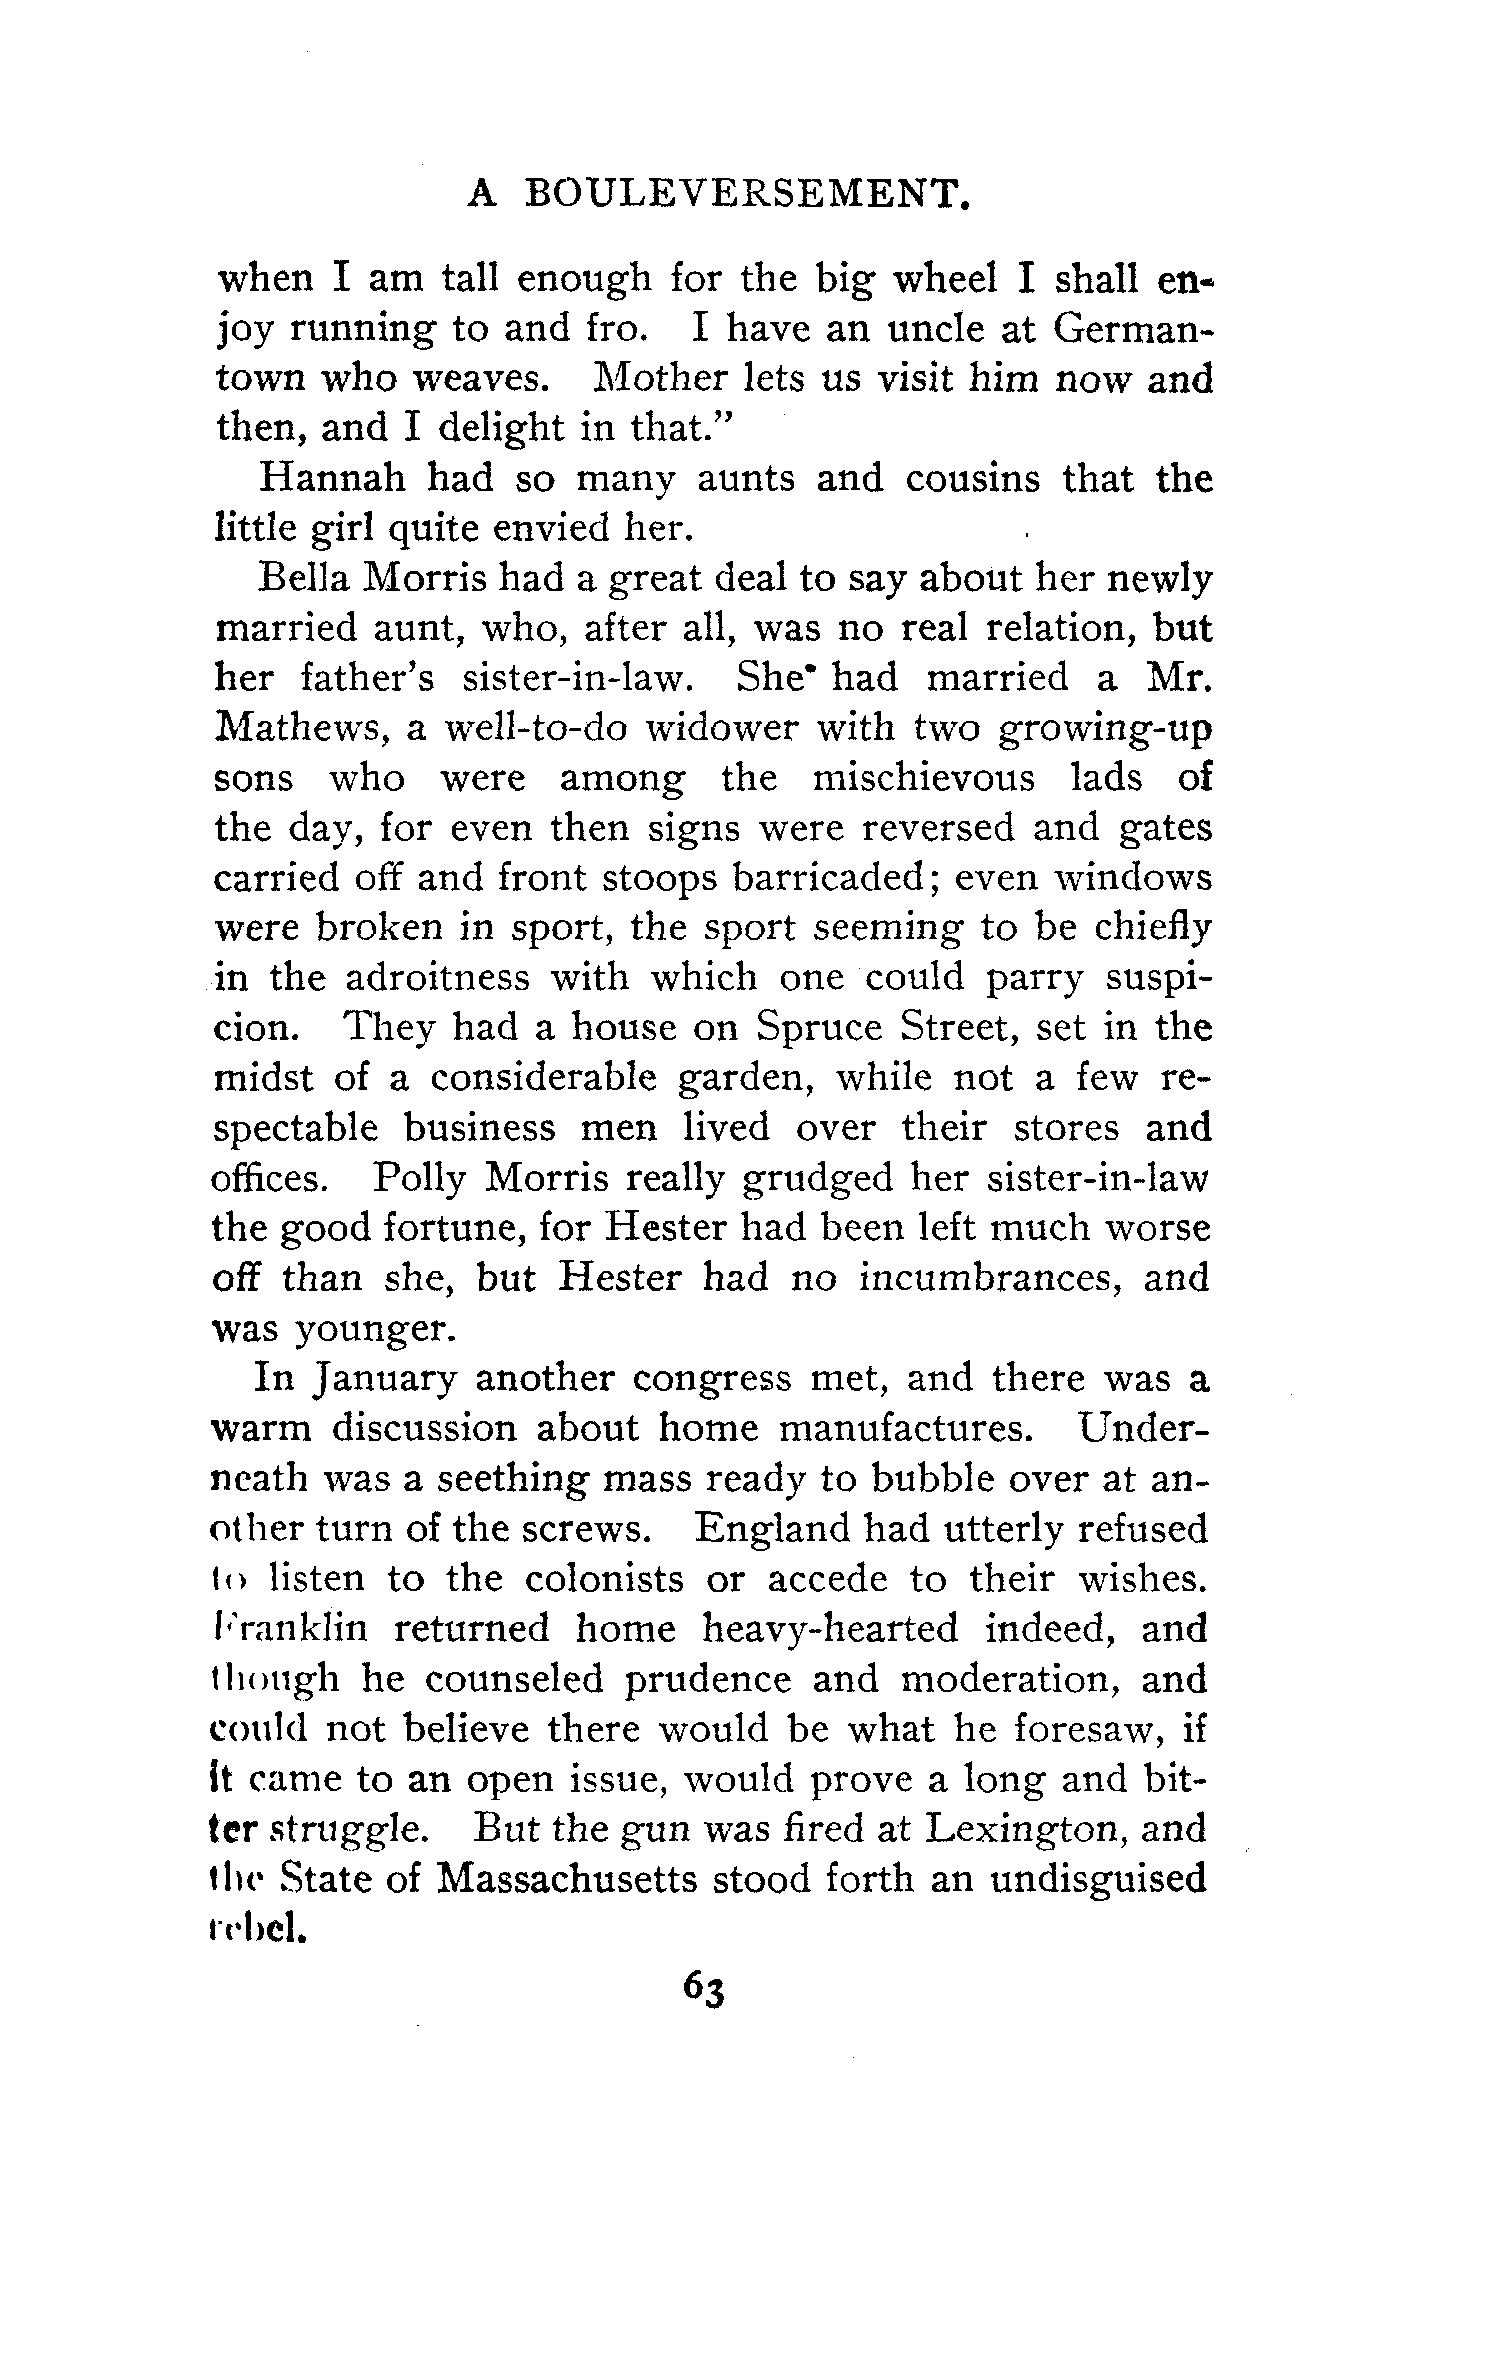 A BOULEVERSEMENT.
when I am tall enough for the big wheel I shall en-
joy running to and fro. I have an uncle at German-
town who weaves. Mother lets us visit him now and
then, and I delight in that."
Hannah had so many aunts and cousins that the
little girl quite envied her.
Bella Morris had a great deal to say about her newly
married aunt, who, after all, was no real relation, but
her father's sister-in-law. She had married a Mr.
Mathews, a well-to-do widower with two growing-up
sons who were among the mischievous lads of
the day, for even then signs were reversed and gates
carried off and front stoops barricaded; even windows
were broken in sport, the sport seeming to be chiefly
in the adroitness with which one could parry suspi-
cion. They had a house on Spruce Street, set in the
midst of a considerable garden, while not a few re-
spectable business men lived over their stores and
offices. Polly Morris really grudged her sister-in-law
the good fortune, for Hester had been left much worse
off than she, but Hester had no incumbrances, and
was younger.
In January another congress met, and there was a
warm discussion about home manufactures. Under-
neath was a seething mass ready to bubble over at an-
other turn of the screws. England had utterly refused
to listen to the colonists or accede to their wishes.
Franklin returned home heavy-hearted indeed, and
though he counseled prudence and moderation, and
could not believe there would be what he foresaw, if
it came to an open issue, would prove a long and bit-
ter struggle. But the gun was fired at Lexington, and
the State of Massachusetts stood forth an undisguised
rebel.
63